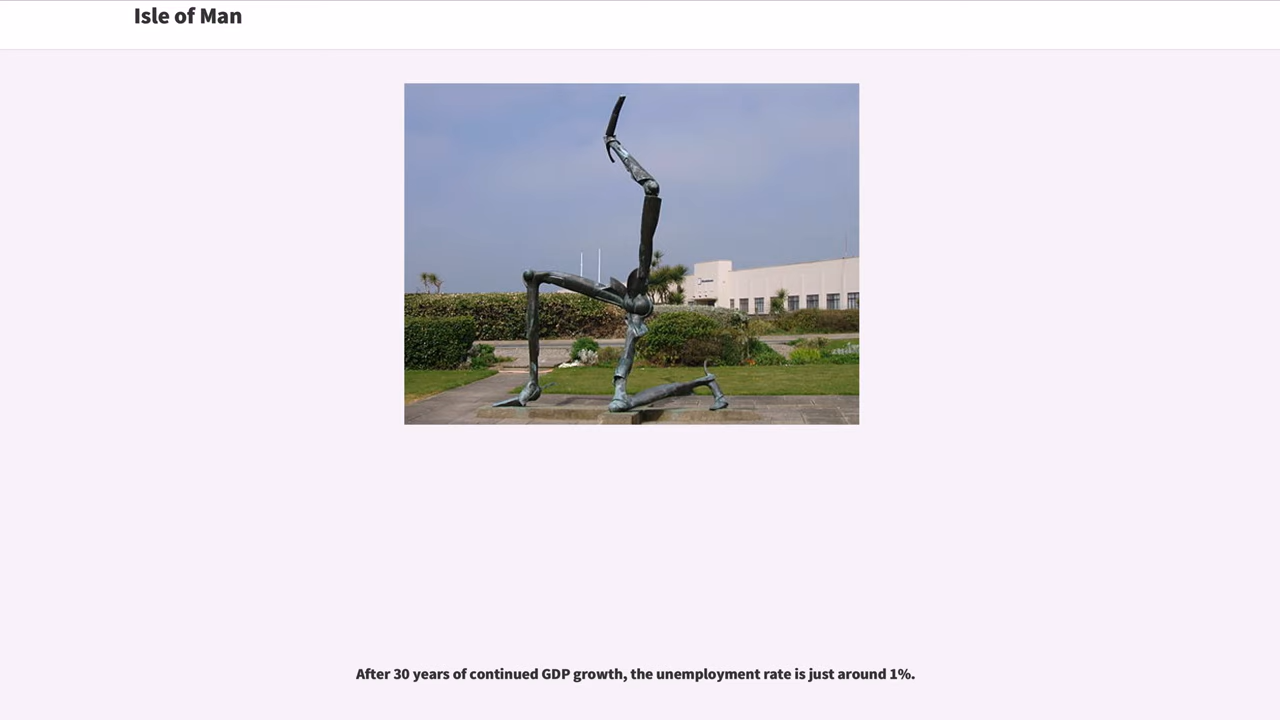 Isle of Man
After 30 years of continued GDP growth, the unemployment rate is just around 1%.